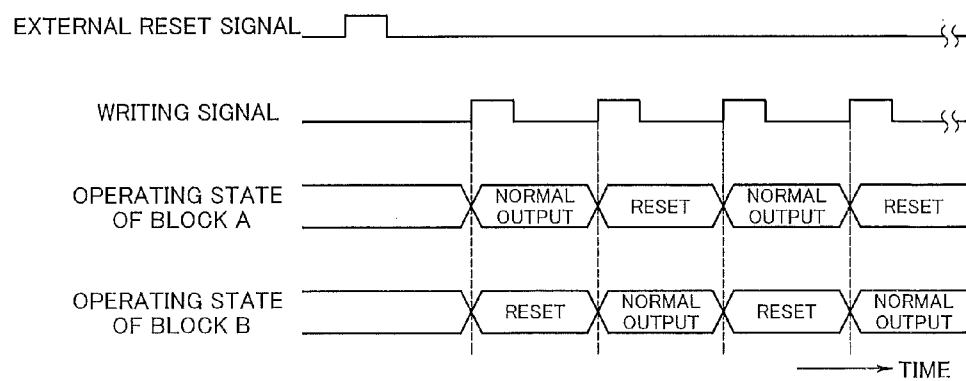 EXTERNAL RESET SIGNAL
WRITING SIGNAL
OPERATING STATE
OF BLOCK A
NORMAL
OUTPUT
RESET
NORMAL
OUTPUT
RESET
OPERATING STATE
OF BLOCK B
RESET
NORMAL
OUTPUT
RESET
NORMAL
OUTPUT
TIME